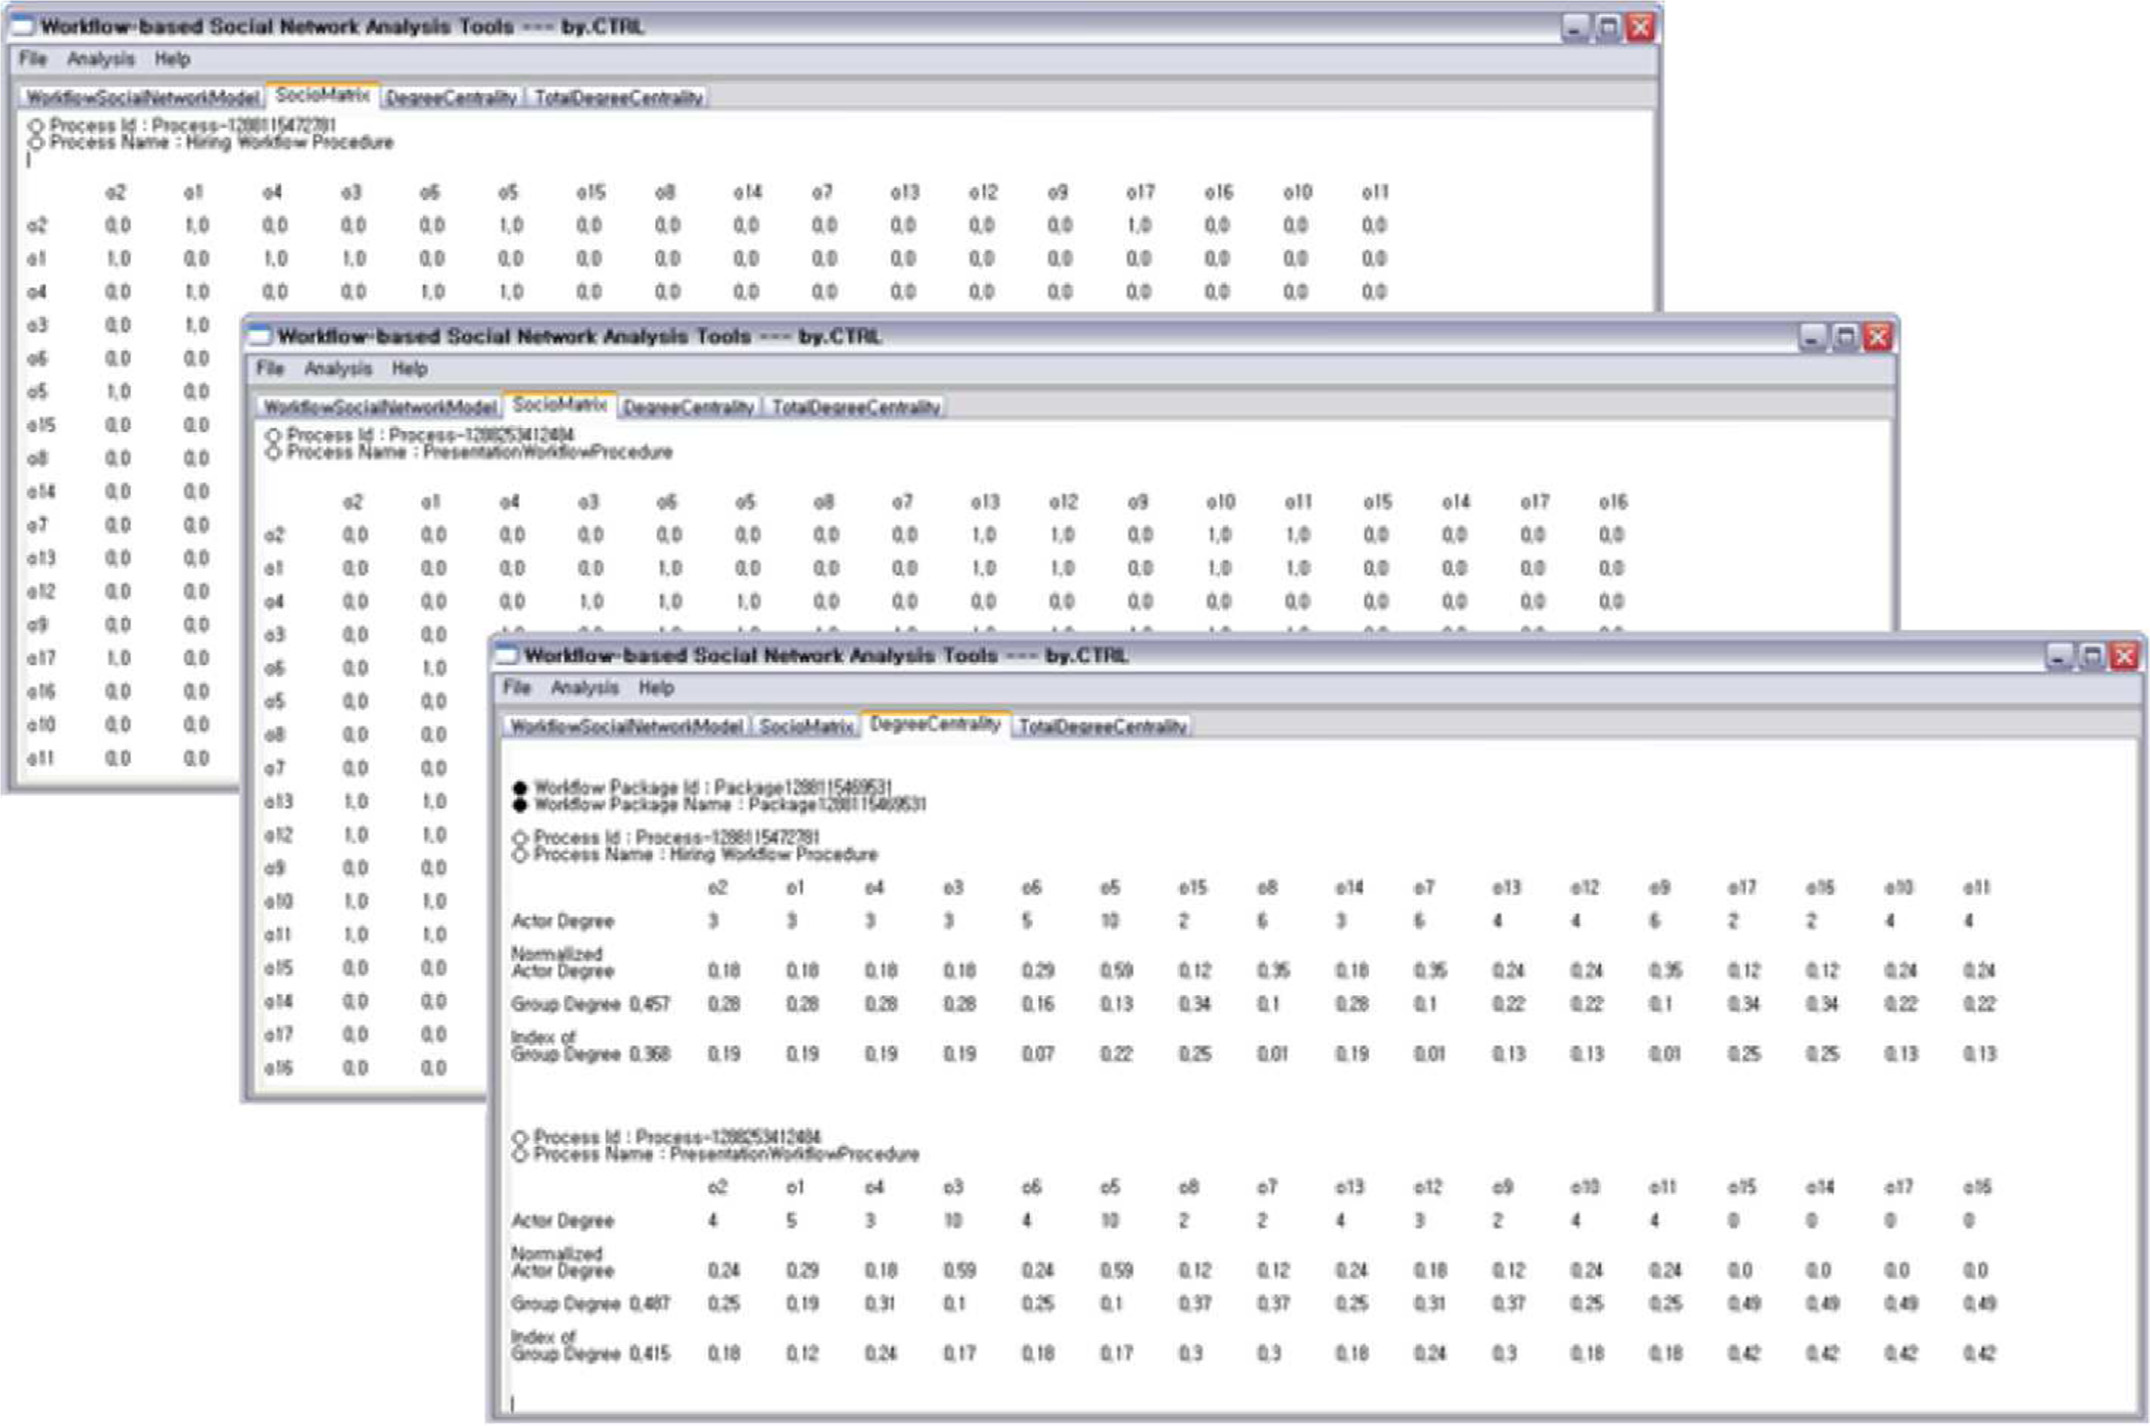 Workflow-based Social Network Analysis Tools --- by.CTRL
File Analysis Help
WorkflowSocialNetworkModel SocioMatrix DegreeCentrality TotalDegreeCentrality
Process Id : Process-1288115472781
Process Name : Hiring Workflow Procedure
o2 o1 o4 o3 o6 o5 o15 o8 o14 o7 o13 o12 o9 o17 o16 o10 o11
o2 0,0 1,0 0,0 0,0 0,0 1,0 0,0 0,0 0,0 0,0 0,0 0,0 0,0 1,0 0,0 0,0 0,0
o1 1,0 0,0 1,0 1,0 0,0 0,0 0,0 0,0 0,0 0,0 0,0 0,0 0,0 0,0 0,0 0,0 0,0
o4 0,0 1,0 0,0 0,0 1,0 1,0 0,0 0,0 0,0 0,0 0,0 0,0 0,0 0,0 0,0 0,0 0,0
o3 0,0 1,0
o6 0,0 0,0
o5 1,0 0,0
o15 0,0 0,0
o8 0,0 0,0
o14 0,0 0,0
o7 0,0 0,0
o13 0,0 0,0
o12 0,0 0,0
o9 0,0 0,0
o17 1,0 0,0
o16 0,0 0,0
o10 0,0 0,0
o11 0,0 0,0
Workflow-based Social Network Analysis Tools --- by.CTRL
File Analysis Help
WorkflowSocialNetworkModel SocioMatrix DegreeCentrality TotalDegreeCentrality
Process Id : Process-1288253412484
Process Name : PresentationWorkflowProcedure
o2 o1 o4 o3 o6 o5 o8 o7 o13 o12 o9 o10 o11 o15 o14 o17 o16
o2 0,0 0,0 0,0 0,0 0,0 0,0 0,0 0,0 1,0 1,0 0,0 1,0 1,0 0,0 0,0 0,0 0,0
o1 0,0 0,0 0,0 0,0 1,0 0,0 0,0 0,0 1,0 1,0 0,0 1,0 1,0 0,0 0,0 0,0 0,0
o4 0,0 0,0 0,0 1,0 1,0 1,0 0,0 0,0 0,0 0,0 0,0 0,0 0,0 0,0 0,0 0,0 0,0
o3 0,0 0,0
o6 0,0 1,0
o5 0,0 0,0
o8 0,0 0,0
o7 0,0 0,0
o13 1,0 1,0
o12 1,0 1,0
o9 0,0 0,0
o10 1,0 1,0
o11 1,0 1,0
o15 0,0 0,0
o14 0,0 0,0
o17 0,0 0,0
o16 0,0 0,0
Workflow-based Social Network Analysis Tools --- by.CTRL
File Analysis Help
WorkflowSocialNetworkModel SocioMatrix DegreeCentrality TotalDegreeCentrality
Workflow Package Id : Package1288115469531
Workflow Package Name : Package1288115469531
Process Id : Process-1288115472781
Process Name : Hiring Workflow Procedure
o2 o1 o4 o3 o6 o5 o15 o8 o14 o7 o13 o12 o9 o17 o16 o10 o11
Actor Degree 3 3 3 3 5 10 2 6 3 6 4 4 6 2 2 4 4
Normalized
Actor Degree 0,18 0,18 0,18 0,18 0,29 0,59 0,12 0,35 0,18 0,35 0,24 0,24 0,35 0,12 0,12 0,24 0,24
Group Degree 0,457 0,28 0,28 0,28 0,28 0,16 0,13 0,34 0,1 0,28 0,1 0,22 0,22 0,1 0,34 0,34 0,22 0,22
Index of
Group Degree 0,368 0,19 0,19 0,19 0,19 0,07 0,22 0,25 0,01 0,19 0,01 0,13 0,13 0,01 0,25 0,25 0,13 0,13
Process Id : Process-1288253412484
Process Name : PresentationWorkflowProcedure
o2 o1 o4 o3 o6 o5 o8 o7 o13 o12 o9 o10 o11 o15 o14 o17 o16
Actor Degree 4 5 3 10 4 10 2 2 4 3 2 4 4 0 0 0 0
Normalized
Actor Degree 0,24 0,29 0,18 0,59 0,24 0,59 0,12 0,12 0,24 0,18 0,12 0,24 0,24 0,0 0,0 0,0 0,0
Group Degree 0,487 0,25 0,19 0,31 0,1 0,25 0,1 0,37 0,37 0,25 0,31 0,37 0,25 0,25 0,49 0,49 0,49 0,49
Index of
Group Degree 0,415 0,18 0,12 0,24 0,17 0,18 0,17 0,3 0,3 0,18 0,24 0,3 0,18 0,18 0,42 0,42 0,42 0,42